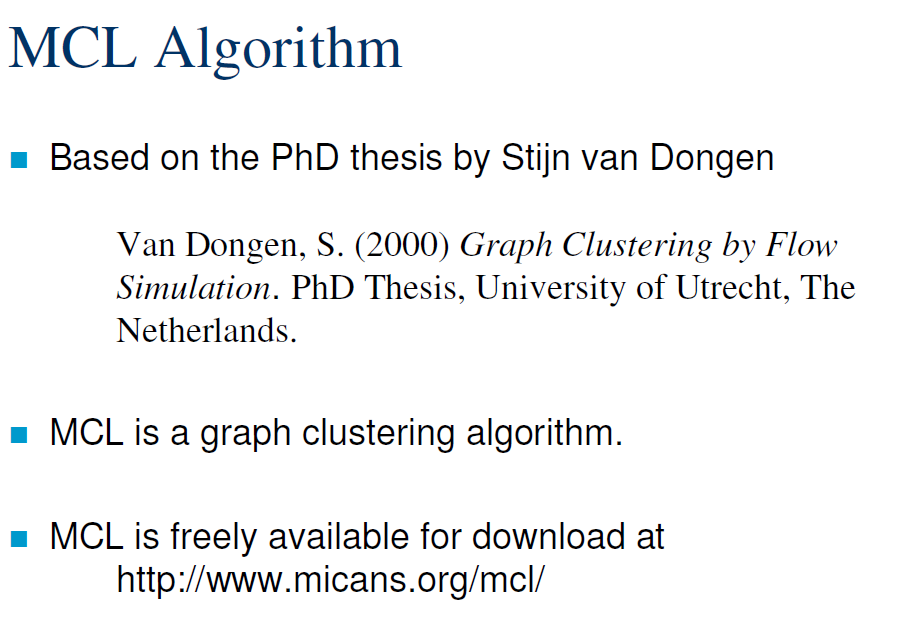 MCL Algorithm
Based on the PhD thesis by Stijn van Dongen
Van Dongen, S. (2000) Graph Clustering by Flow
Simulation. PhD Thesis, University of Utrecht, The
Netherlands.
MCL is a graph clustering algorithm.
MCL is freely available for download at
http://www.micans.org/mcl/